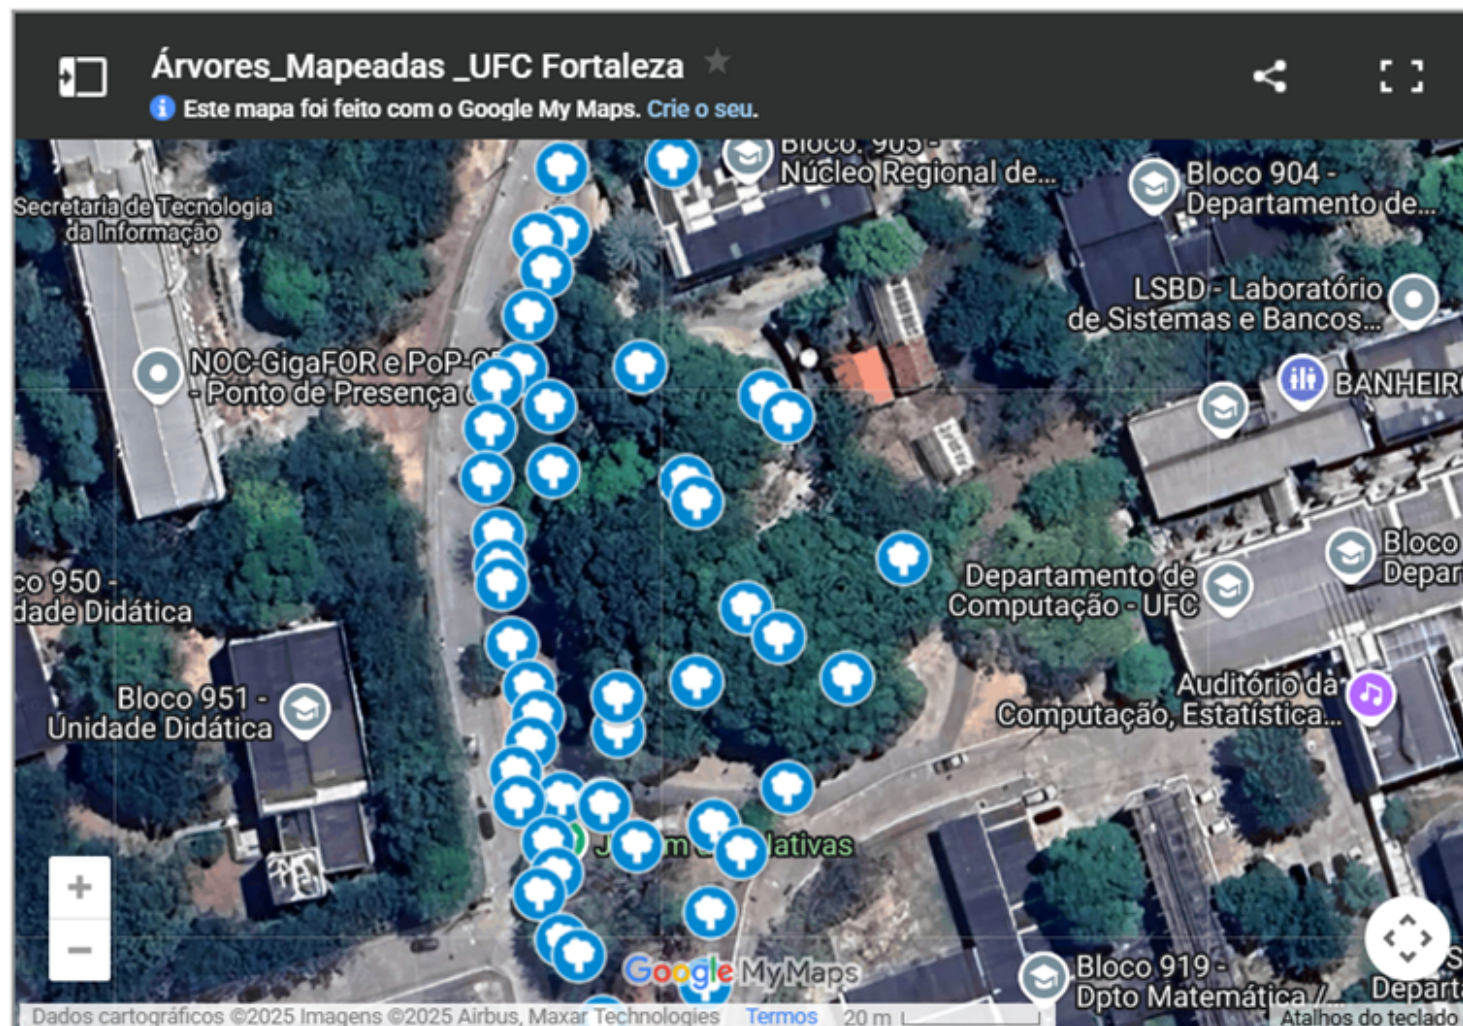 Árvores_Mapeadas _UFC Fortaleza
Este mapa foi feito com o Google My Maps. Crie o seu.
Bloco. 905 -
Núcleo Regional de...
Bloco 904 -
Departamento de...
Secretaria de Tecnologia
da Informação
LSBD - Laboratório
de Sistemas e Bancos...
NOC-GigaFOR e PoP-
- Ponto de Presença
BANHEIRO
Bloco
Depar
Departamento de
Computação - UFC
co 950 -
dade Didática
Bloco 951 -
Unidade Didática
Auditório da
Computação, Estatística...
J m lativas
Google My Maps
Bloco 919 -
Dpto Matemática /...
S
Departa
Dados cartográficos ©2025 Imagens ©2025 Airbus, Maxar Technologies
Termos
20 m
Atalhos do teclado